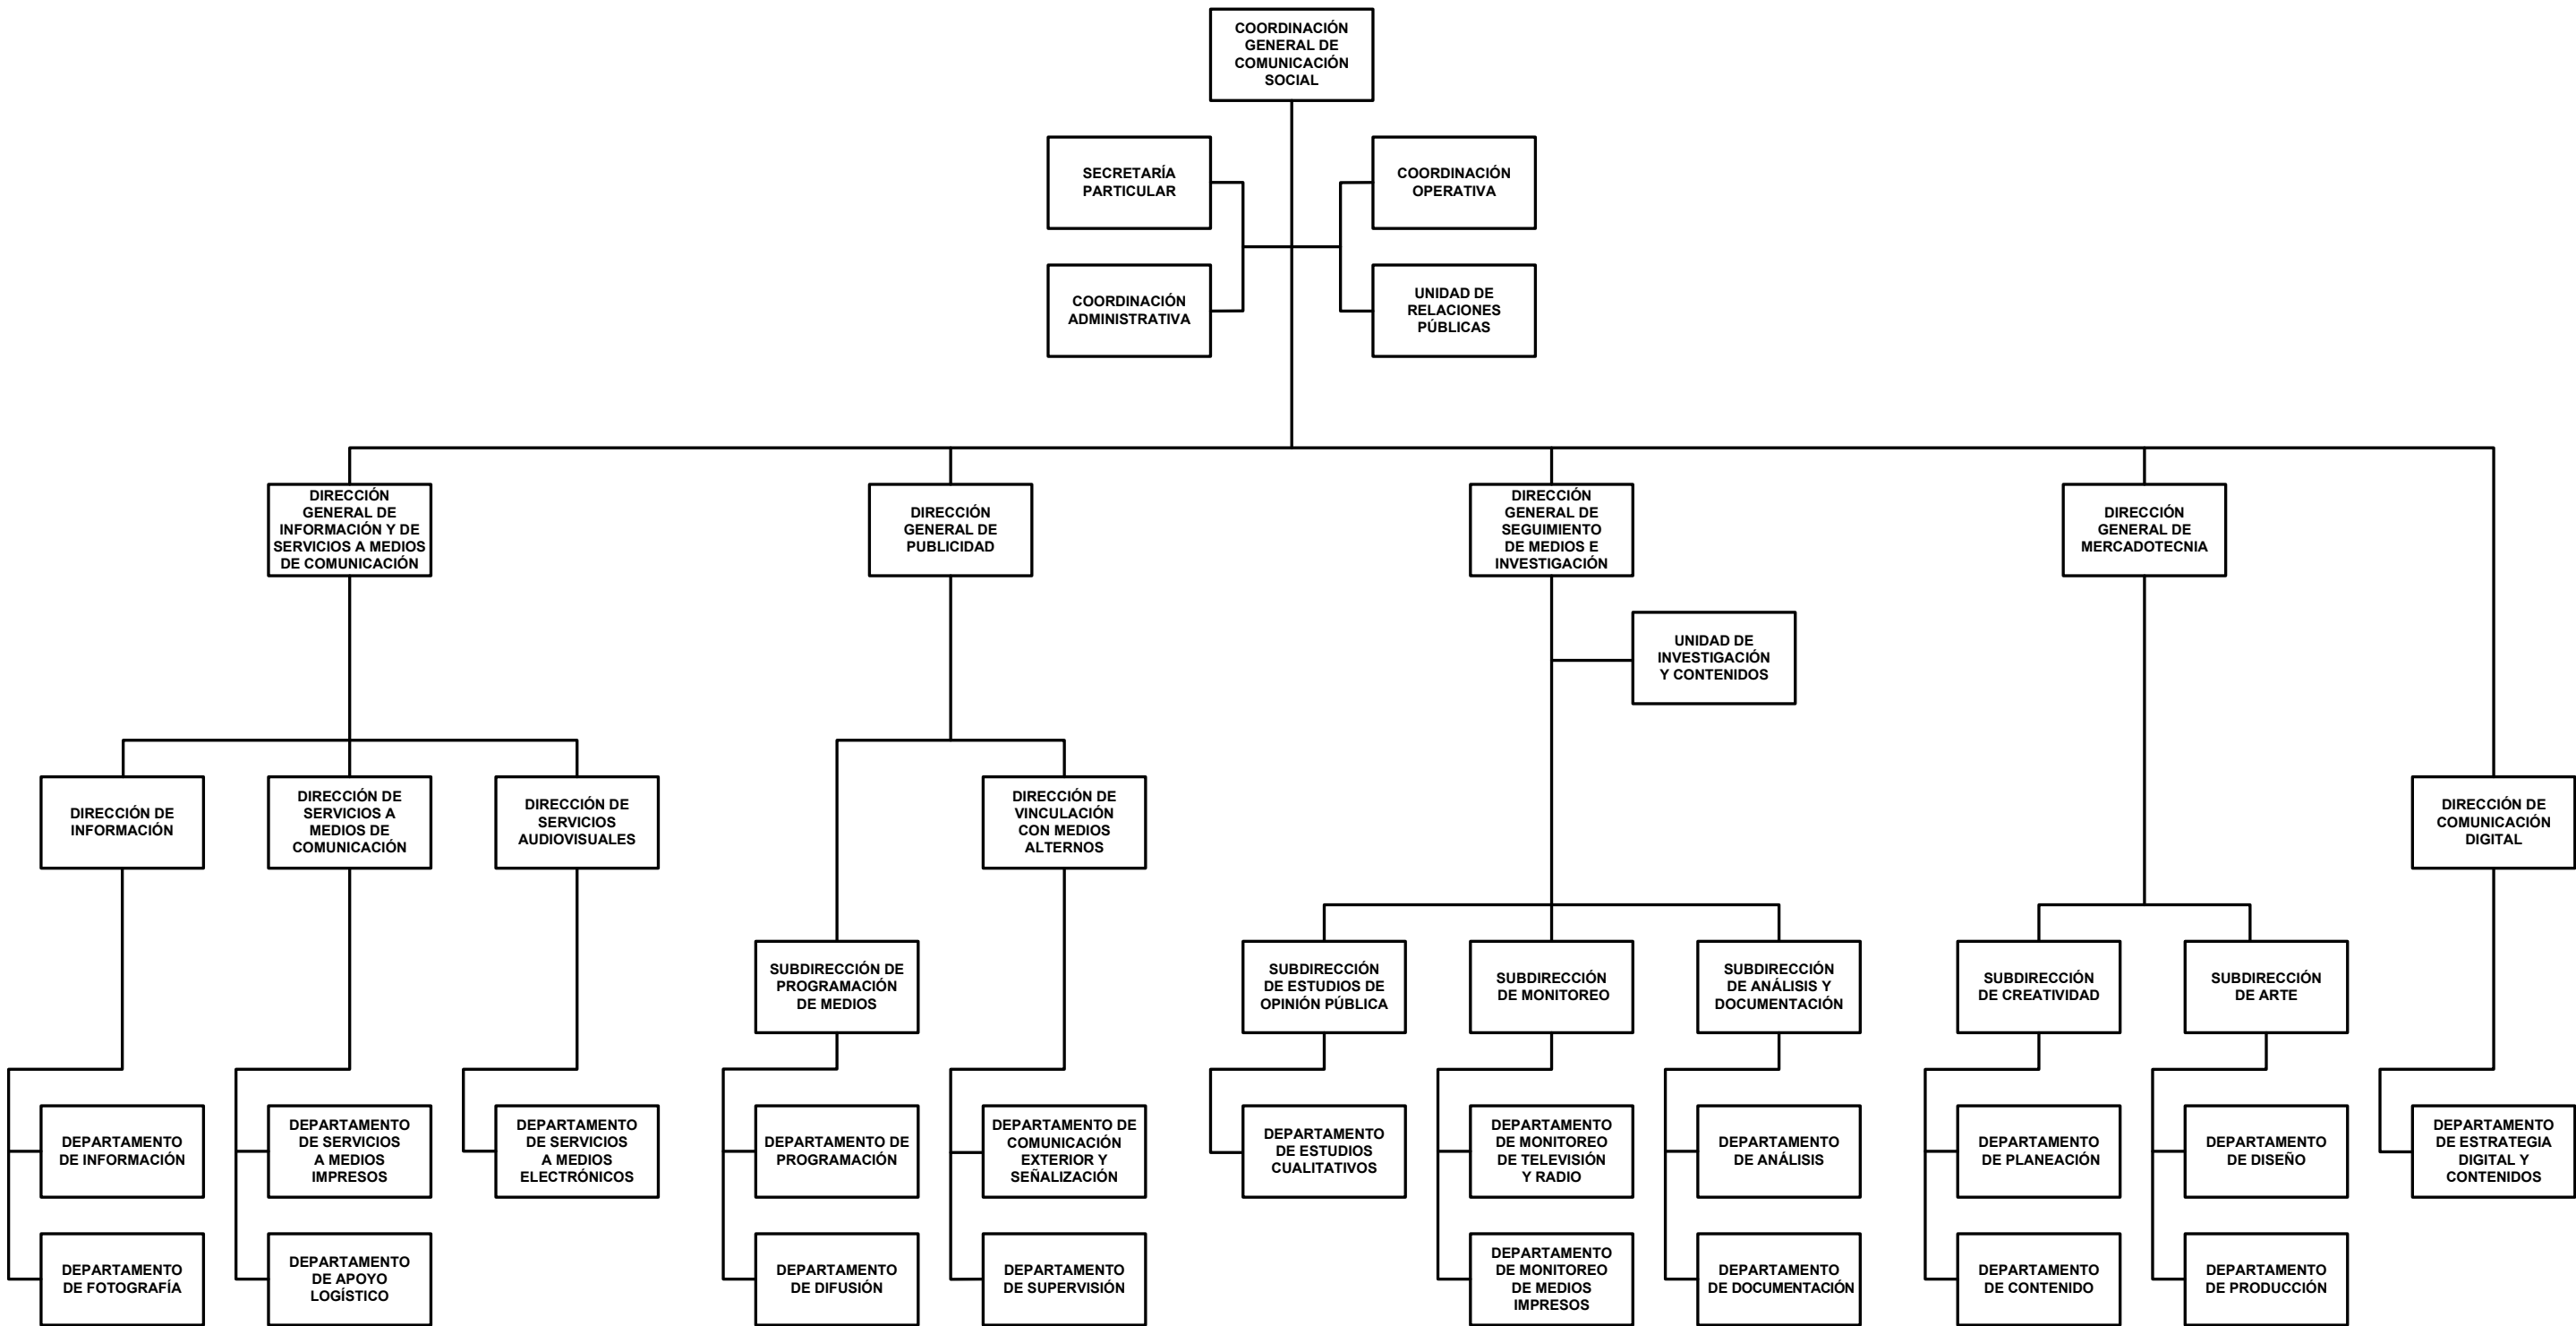 COORDINACIÓN
GENERAL DE
COMUNICACIÓN
SOCIAL
SECRETARÍA
PARTICULAR
COORDINACIÓN
OPERATIVA
COORDINACIÓN
ADMINISTRATIVA
UNIDAD DE
RELACIONES
PÚBLICAS
DIRECCIÓN
GENERAL DE
INFORMACIÓN Y DE
SERVICIOS A MEDIOS
DE COMUNICACIÓN
DIRECCIÓN
GENERAL DE
PUBLICIDAD
DIRECCIÓN
GENERAL DE
SEGUIMIENTO
DE MEDIOS E
INVESTIGACIÓN
DIRECCIÓN
GENERAL DE
MERCADOTECNIA
UNIDAD DE
INVESTIGACIÓN
Y CONTENIDOS
DIRECCIÓN DE
INFORMACIÓN
DIRECCIÓN DE
SERVICIOS A
MEDIOS DE
COMUNICACIÓN
DIRECCIÓN DE
SERVICIOS
AUDIOVISUALES
DIRECCIÓN DE
VINCULACIÓN
CON MEDIOS
ALTERNOS
DIRECCIÓN DE
COMUNICACIÓN
DIGITAL
SUBDIRECCIÓN DE
PROGRAMACIÓN
DE MEDIOS
SUBDIRECCIÓN
DE ESTUDIOS DE
OPINIÓN PÚBLICA
SUBDIRECCIÓN
DE MONITOREO
SUBDIRECCIÓN
DE ANÁLISIS Y
DOCUMENTACIÓN
SUBDIRECCIÓN
DE CREATIVIDAD
SUBDIRECCIÓN
DE ARTE
DEPARTAMENTO
DE INFORMACIÓN
DEPARTAMENTO
DE SERVICIOS
A MEDIOS
IMPRESOS
DEPARTAMENTO
DE SERVICIOS
A MEDIOS
ELECTRÓNICOS
DEPARTAMENTO DE
PROGRAMACIÓN
DEPARTAMENTO DE
COMUNICACIÓN
EXTERIOR Y
SEÑALIZACIÓN
DEPARTAMENTO
DE ESTUDIOS
CUALITATIVOS
DEPARTAMENTO
DE MONITOREO
DE TELEVISIÓN
Y RADIO
DEPARTAMENTO
DE ANÁLISIS
DEPARTAMENTO
DE PLANEACIÓN
DEPARTAMENTO
DE DISEÑO
DEPARTAMENTO
DE ESTRATEGIA
DIGITAL Y
CONTENIDOS
DEPARTAMENTO
DE FOTOGRAFÍA
DEPARTAMENTO
DE APOYO
LOGÍSTICO
DEPARTAMENTO
DE DIFUSIÓN
DEPARTAMENTO
DE SUPERVISIÓN
DEPARTAMENTO
DE MONITOREO
DE MEDIOS
IMPRESOS
DEPARTAMENTO
DE DOCUMENTACIÓN
DEPARTAMENTO
DE CONTENIDO
DEPARTAMENTO
DE PRODUCCIÓN